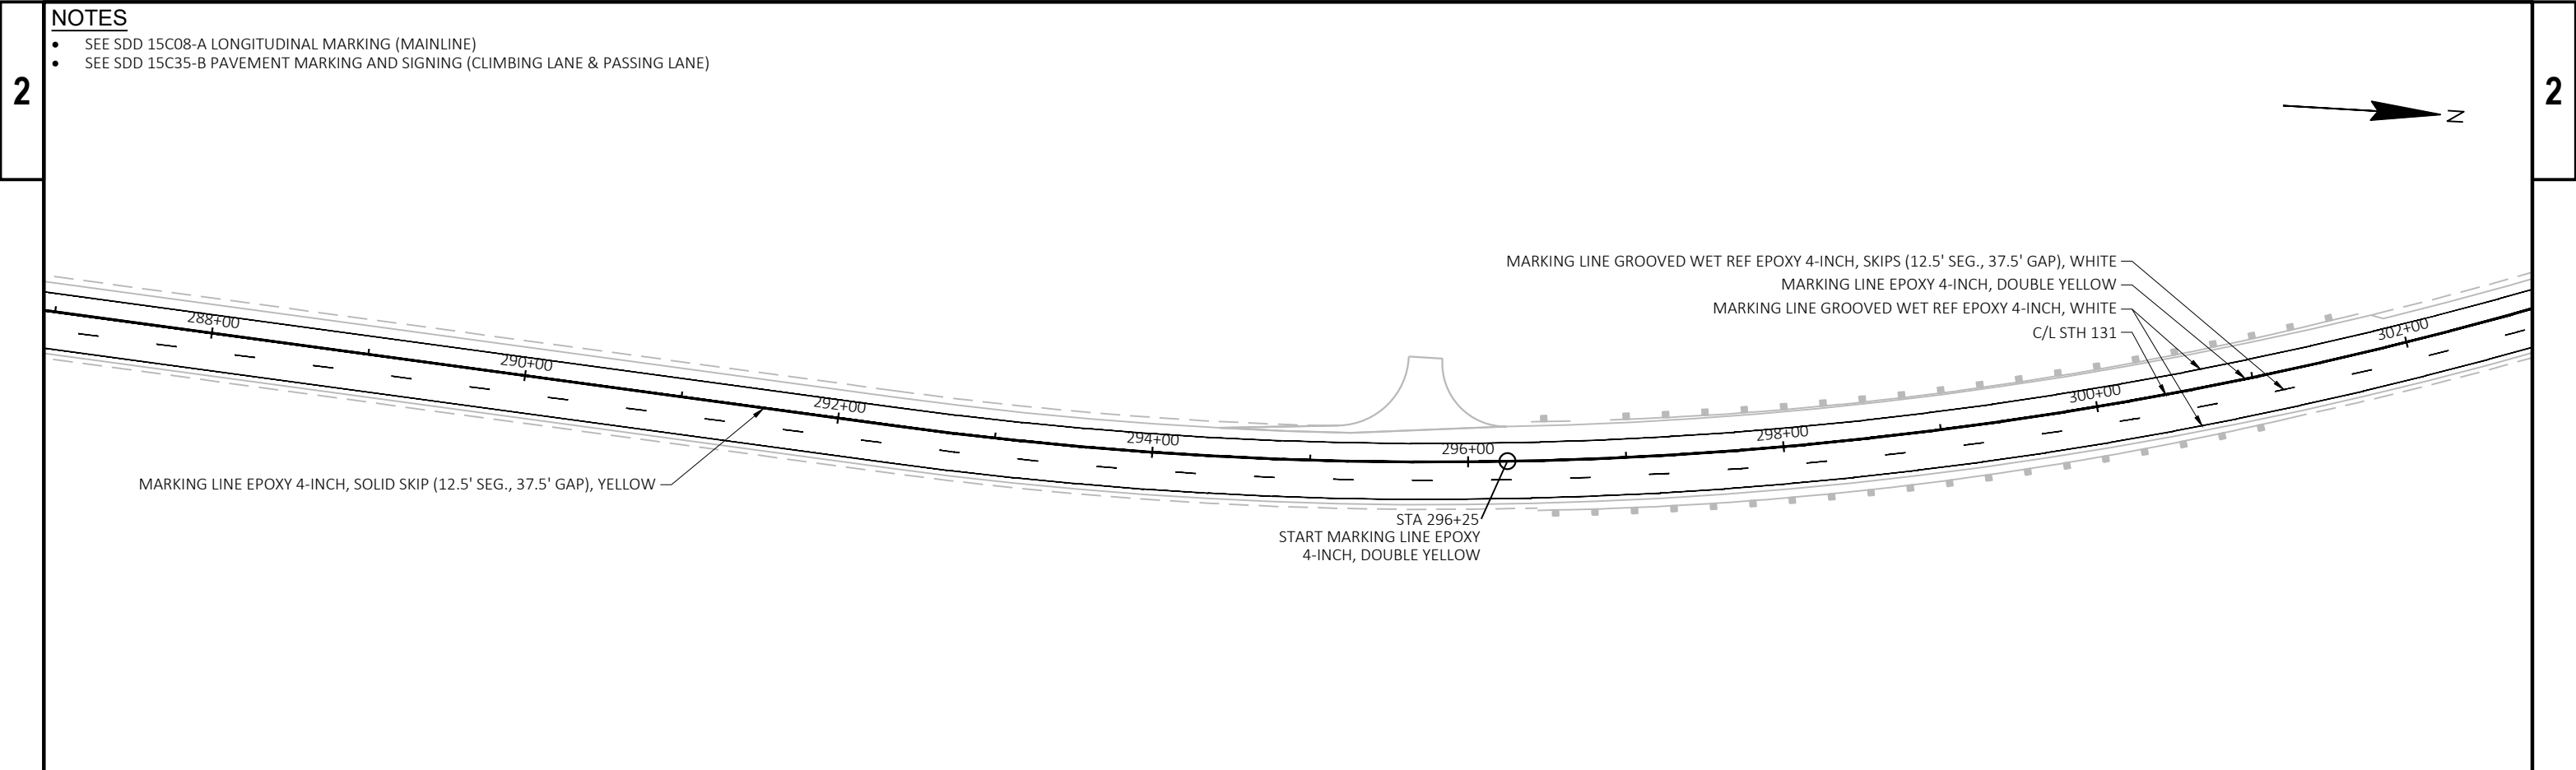 NOTES
• SEE SDD 15C08-A LONGITUDINAL MARKING (MAINLINE)
• SEE SDD 15C35-B PAVEMENT MARKING AND SIGNING (CLIMBING LANE & PASSING LANE)
2
2
N
MARKING LINE GROOVED WET REF EPOXY 4-INCH, SKIPS (12.5' SEG., 37.5' GAP), WHITE
MARKING LINE EPOXY 4-INCH, DOUBLE YELLOW
MARKING LINE GROOVED WET REF EPOXY 4-INCH, WHITE
C/L STH 131
288+00
290+00
292+00
294+00
296+00
298+00
300+00
302+00
MARKING LINE EPOXY 4-INCH, SOLID SKIP (12.5' SEG., 37.5' GAP), YELLOW
STA 296+25
START MARKING LINE EPOXY
4-INCH, DOUBLE YELLOW